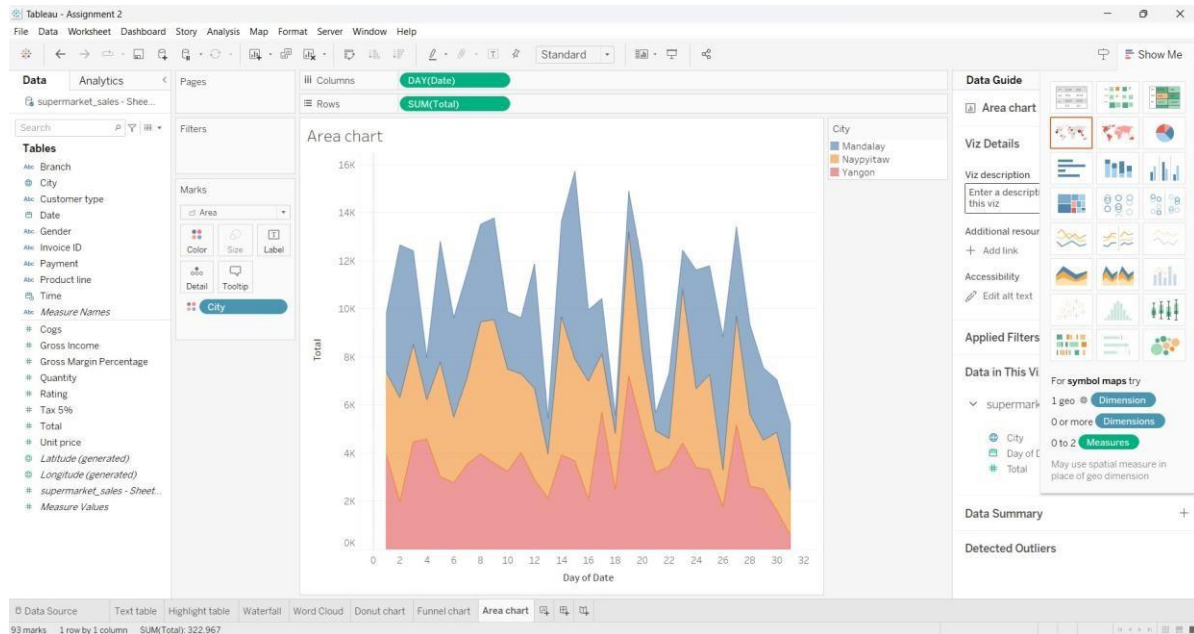 Tableau - Assignment 2
File Data Worksheet Dashboard Story Analysis Map Format Server Window Help
Standard
Show Me
Data Analytics
supermarket_sales - Shee...
Search
Tables
Abc Branch
City
Abc Customer type
Date
Abc Gender
Abc Invoice ID
Abc Payment
Abc Product line
Time
Abc Measure Names
# Cogs
# Gross Income
# Gross Margin Percentage
# Quantity
# Rating
# Tax 5%
# Total
# Unit price
Latitude (generated)
Longitude (generated)
# supermarket_sales - Sheet...
# Measure Values
Pages
Filters
Marks
Area
Color Size Label
Detail Tooltip
City
Columns DAY(Date)
Rows SUM(Total)
Area chart
16K
14K
12K
10K
8K
6K
4K
2K
0K
Total
0 2 4 6 8 10 12 14 16 18 20 22 24 26 28 30 32
Day of Date
City
Mandalay
Naypyitaw
Yangon
Data Guide
Area chart
Viz Details
Viz description
Enter a descripti
this viz
Additional resour
+ Add link
Accessibility
Edit alt text
Applied Filters
Data in This Vi
supermark
City
Day of D
# Total
Data Summary +
Detected Outliers
For symbol maps try
1 geo Dimension
0 or more Dimensions
0 to 2 Measures
May use spatial measure in
place of geo dimension
Data Source Text table Highlight table Waterfall Word Cloud Donut chart Funnel chart Area chart
93 marks 1 row by 1 column SUM(Total): 322,967